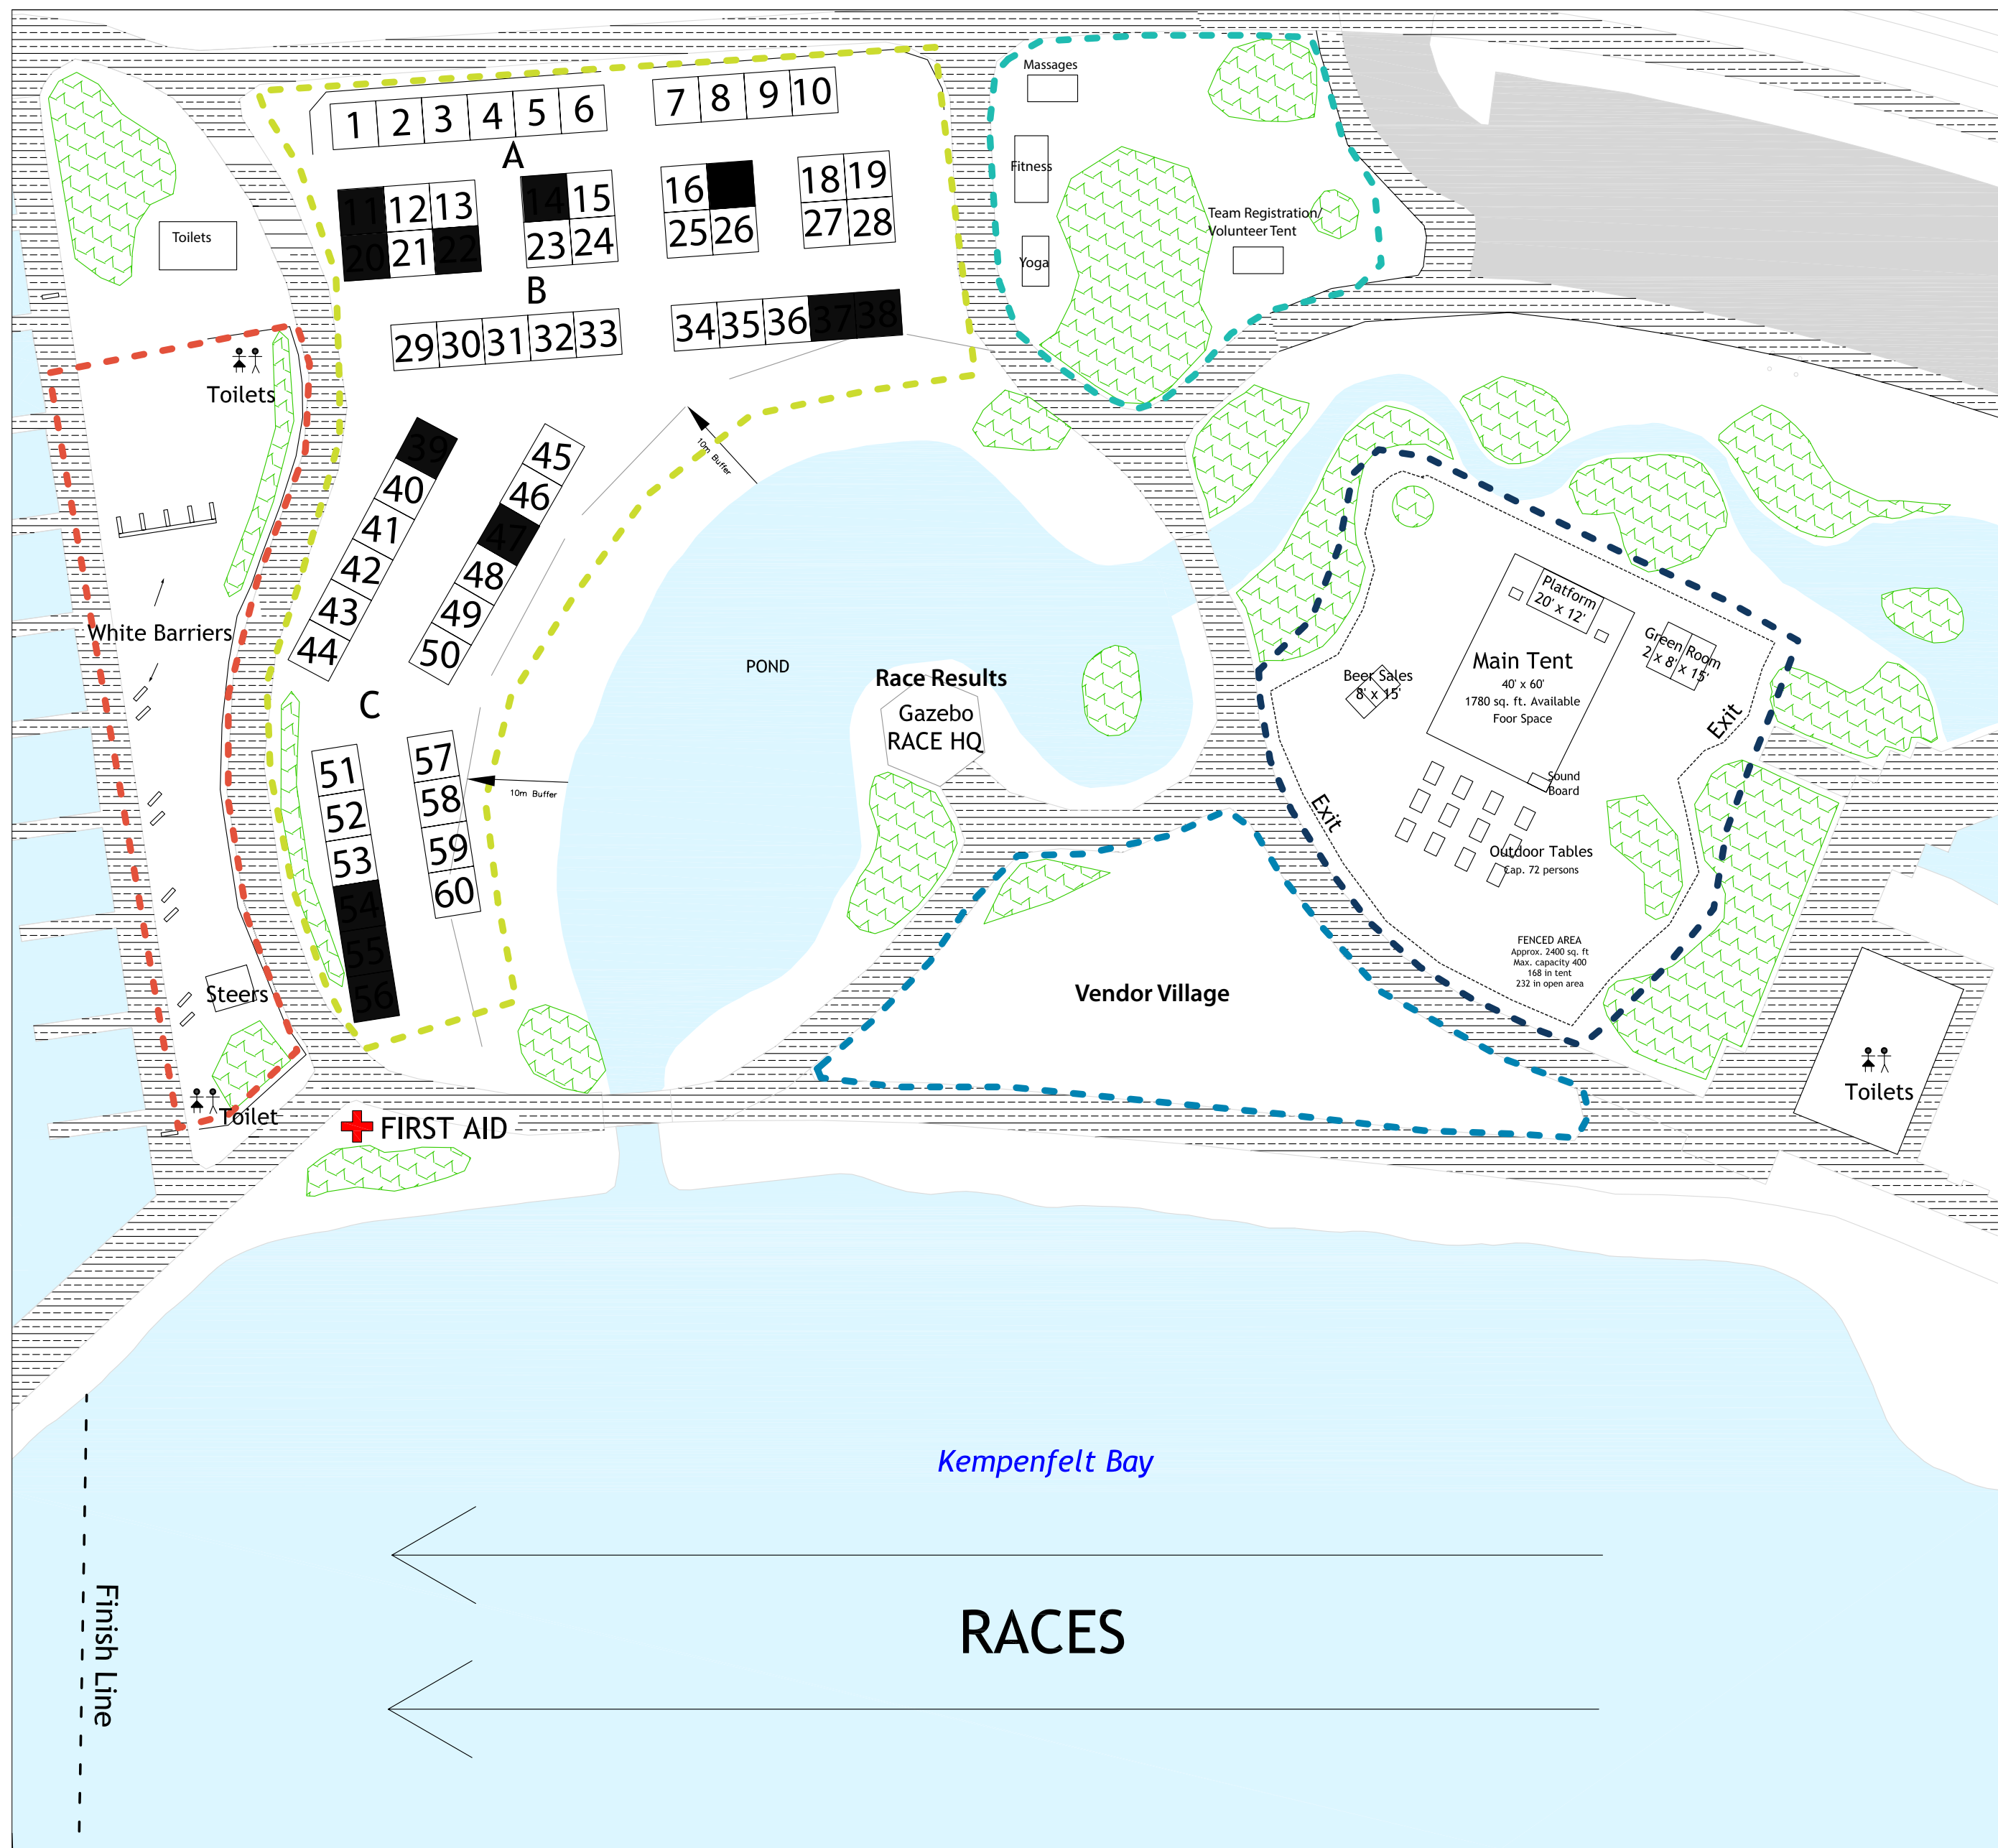 Massages
Fitness
Yoga
Team Registration/
Volunteer Tent
1 2 3 4 5 6
7 8 9 10
A
11 12 13
14 15
16
18 19
20 21 22
23 24
25 26
27 28
B
29 30 31 32 33
34 35 36 37 38
Toilets
Toilets
39
40
41
42
43
44
45
46
47
48
49
50
10m Buffer
White Barriers
C
51
52
53
54
55
56
57
58
59
60
10m Buffer
POND
Race Results
Gazebo
RACE HQ
Platform
20' x 12'
Main Tent
40' x 60'
1780 sq. ft. Available
Foor Space
Green Room
2 x 8' x 15'
Beer Sales
8' x 15'
Exit
Exit
Sound
Board
Outdoor Tables
Cap. 72 persons
FENCED AREA
Approx. 2400 sq. ft
Max. capacity 400
168 in tent
232 in open area
Vendor Village
Steers
Toilet
FIRST AID
Toilets
Kempenfelt Bay
RACES
Finish Line